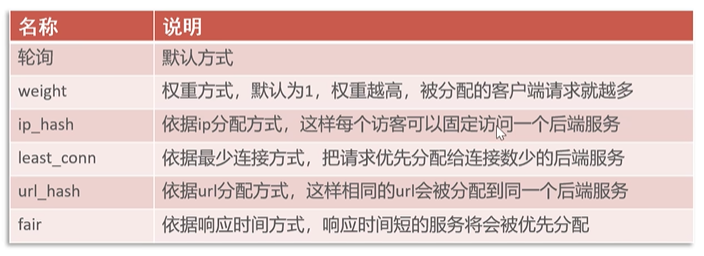 名称 说明
轮询 默认方式
weight 权重方式，默认为1，权重越高，被分配的客户端请求就越多
ip_hash 依据ip分配方式，这样每个访客可以固定访问一个后端服务
least_conn 依据最少连接方式，把请求优先分配给连接数少的后端服务
url_hash 依据url分配方式，这样相同的url会被分配到同一个后端服务
fair 依据响应时间方式，响应时间短的服务将会被优先分配